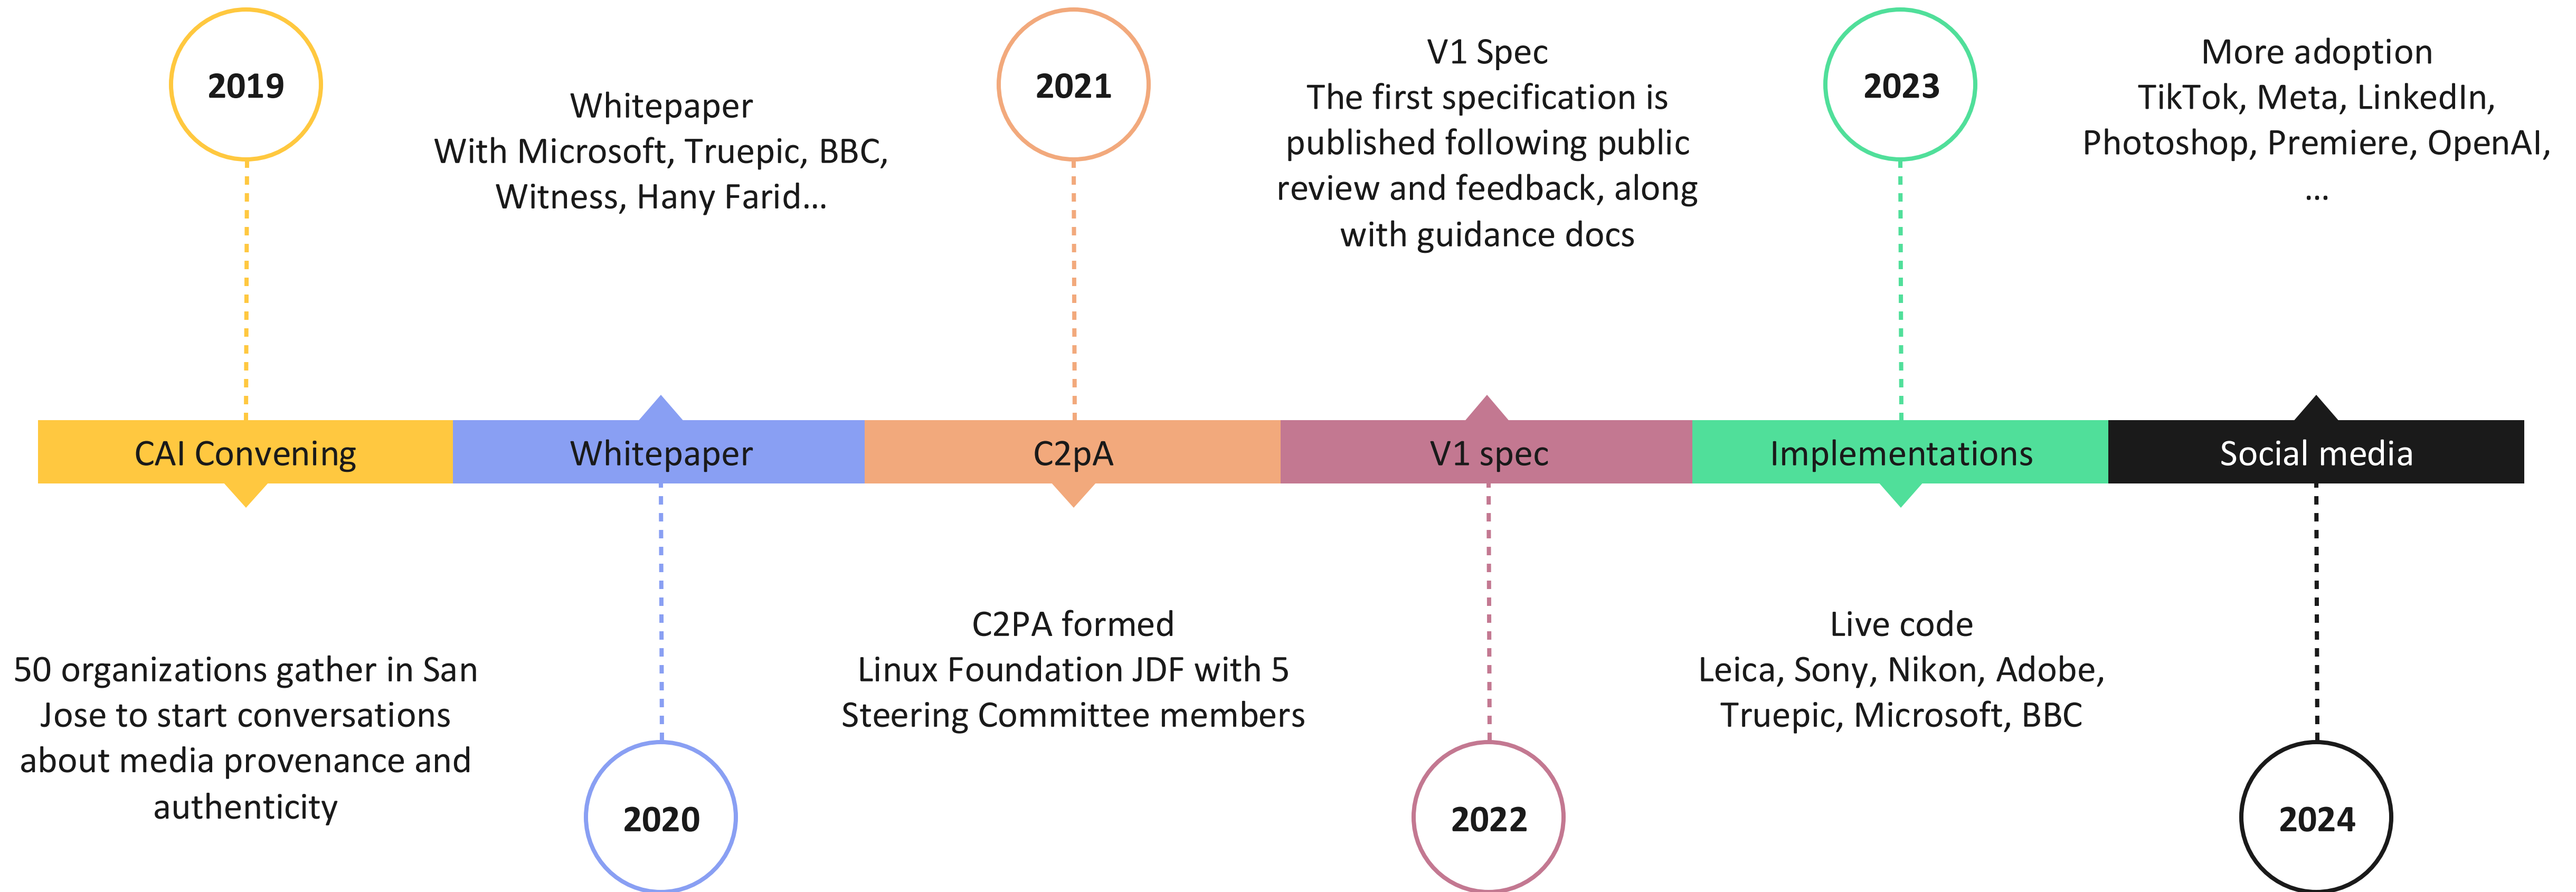 2019
Whitepaper
With Microsoft, Truepic, BBC,
Witness, Hany Farid...
2021
V1 Spec
The first specification is
published following public
review and feedback, along
with guidance docs
2023
More adoption
TikTok, Meta, LinkedIn,
Photoshop, Premiere, OpenAI,
...
CAI Convening
Whitepaper
C2pA
V1 spec
Implementations
Social media
50 organizations gather in San
Jose to start conversations
about media provenance and
authenticity
2020
C2PA formed
Linux Foundation JDF with 5
Steering Committee members
2022
Live code
Leica, Sony, Nikon, Adobe,
Truepic, Microsoft, BBC
2024